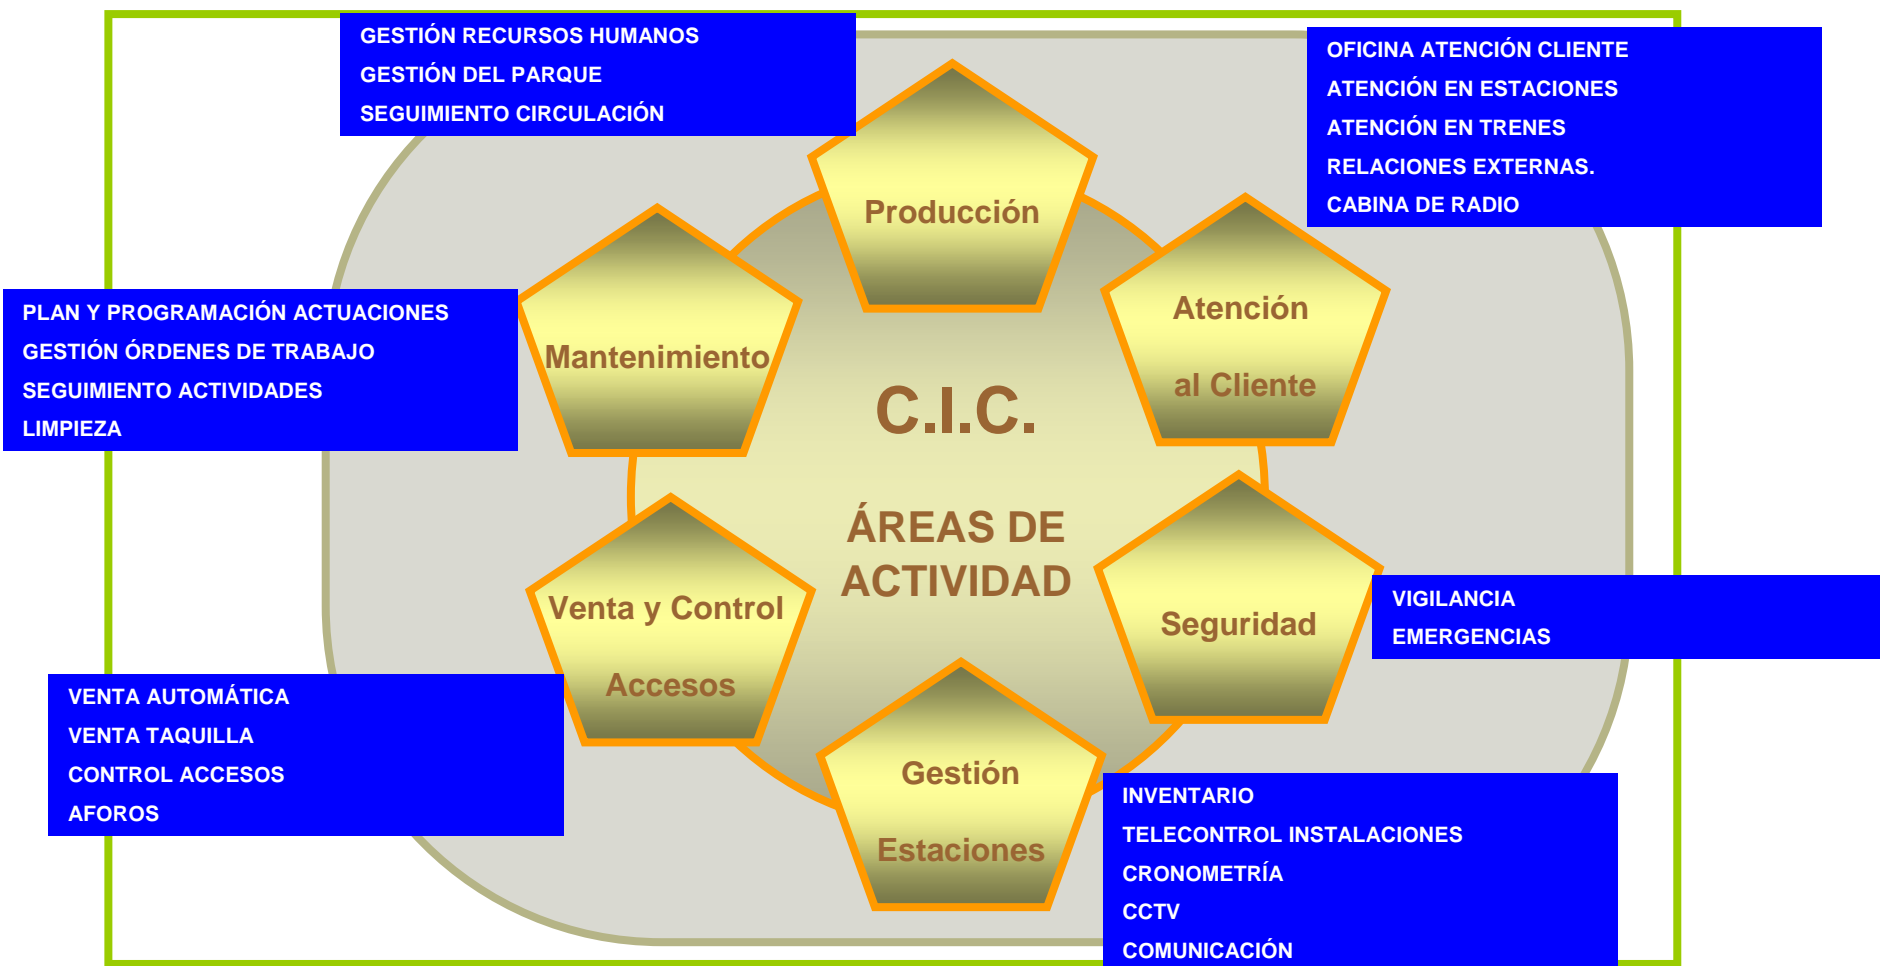 GESTIÓN RECURSOS HUMANOS
GESTIÓN DEL PARQUE
SEGUIMIENTO CIRCULACIÓN
OFICINA ATENCIÓN CLIENTE
ATENCIÓN EN ESTACIONES
ATENCIÓN EN TRENES
RELACIONES EXTERNAS.
CABINA DE RADIO
Producción
Atención
al Cliente
Mantenimiento
PLAN Y PROGRAMACIÓN ACTUACIONES
GESTIÓN ÓRDENES DE TRABAJO
SEGUIMIENTO ACTIVIDADES
LIMPIEZA
C.I.C.
ÁREAS DE
ACTIVIDAD
Venta y Control
Accesos
Seguridad
VIGILANCIA
EMERGENCIAS
VENTA AUTOMÁTICA
VENTA TAQUILLA
CONTROL ACCESOS
AFOROS
Gestión
Estaciones
INVENTARIO
TELECONTROL INSTALACIONES
CRONOMETRÍA
CCTV
COMUNICACIÓN